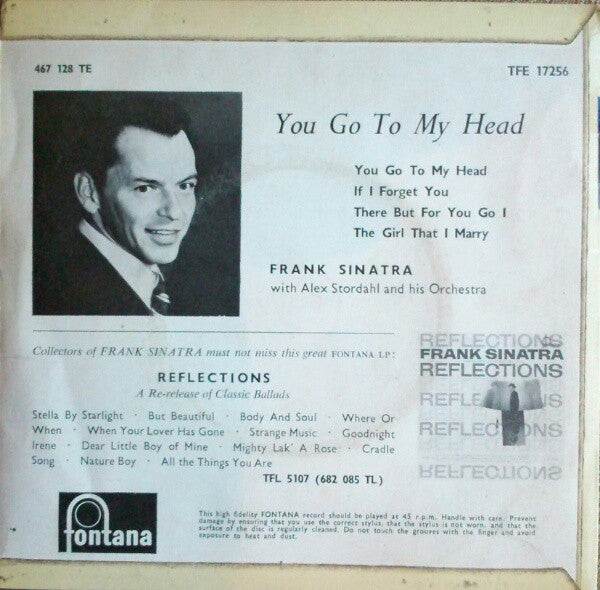 467 128 TE
TFE 17256
You Go To My Head
You Go To My Head
If I Forget You
There But For You Go I
The Girl That I Marry
FRANK SINATRA
with Alex Stordahl and his Orchestra
Collectors of FRANK SINATRA must not miss this great FONTANA LP:
REFLECTIONS
A Re-release of Classic Ballads
Stella By Starlight · But Beautiful · Body And Soul · Where Or
When · When Your Lover Has Gone · Strange Music · Goodnight
Irene · Dear Little Boy of Mine · Mighty Lak' A Rose · Cradle
Song · Nature Boy · All the Things You Are
TFL 5107 (682 085 TL)
REFLECTIONS
FRANK SINATRA
REFLECTIONS
REFLECTIONS
REFLECTIONS
REFLECTIONS
fontana
This high fidelity FONTANA record should be played at 45 r.p.m. Handle with care. Prevent
damage by ensuring that you use the correct stylus, that the stylus is not worn, and that the
surface of the disc is regularly cleaned. Do not touch the grooves with the finger and avoid
exposure to heat and dust.